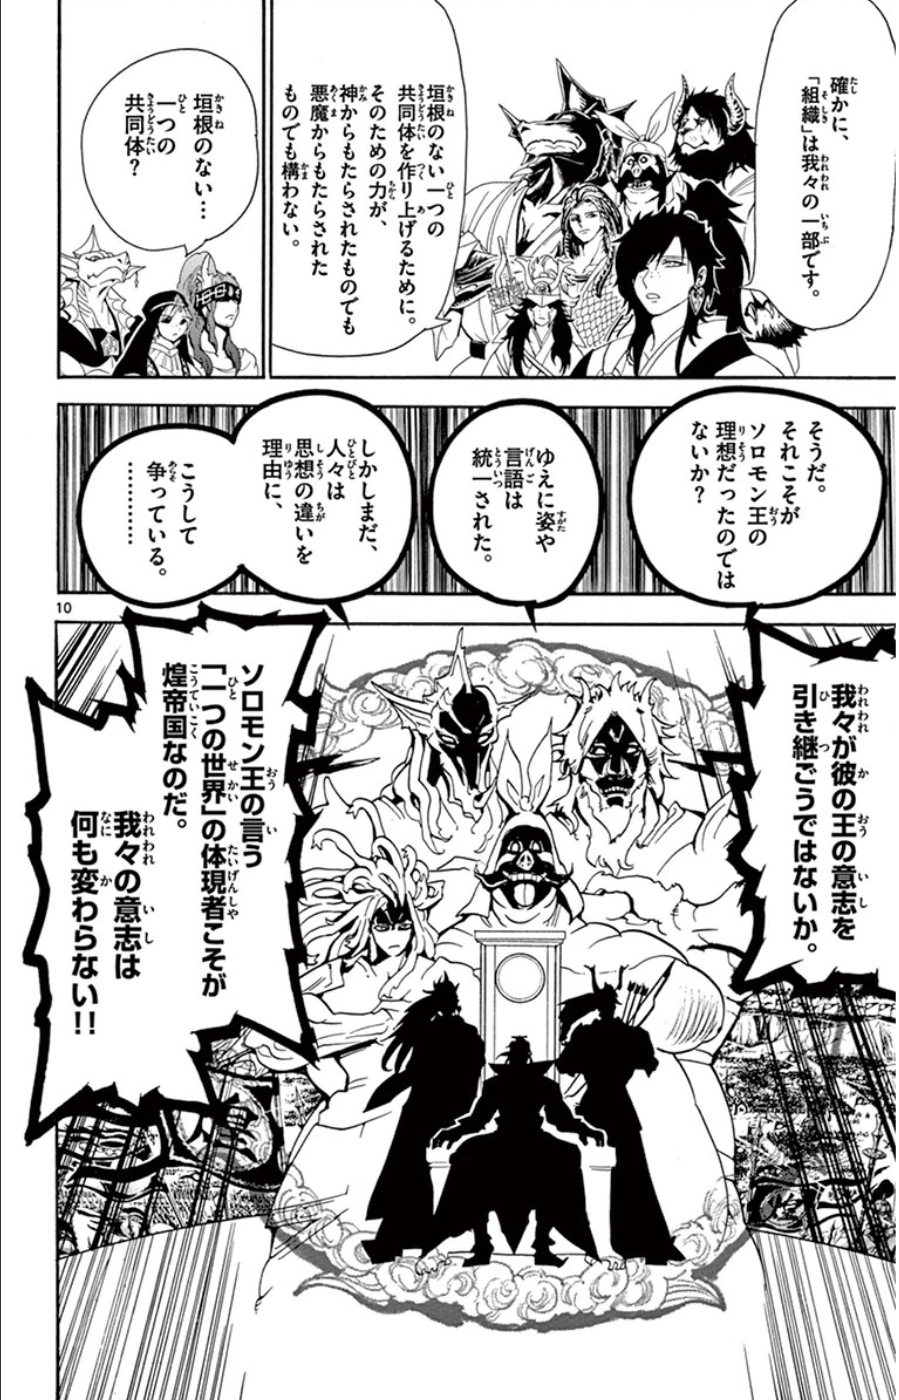 確かに、
「組織」は我々の一部です。
垣根のない一つの
共同体を作り上げるために。
そのための力が、
神からもたらされたものでも
悪魔からもたらされた
ものでも構わない。
垣根のない…
一つの
共同体？
そうだ。
それこそが
ソロモン王の
理想だったのでは
ないか？
ゆえに姿や
言語は
統一された。
しかしまだ、
人々は
思想の違いを
理由に、
こうして
争っている。
…………
10
我々が彼の王の意志を
引き継ごうではないか。
ソロモン王の言う
「一つの世界」の体現者こそが
煌帝国なのだ。
我々の意志は
何も変わらない!!